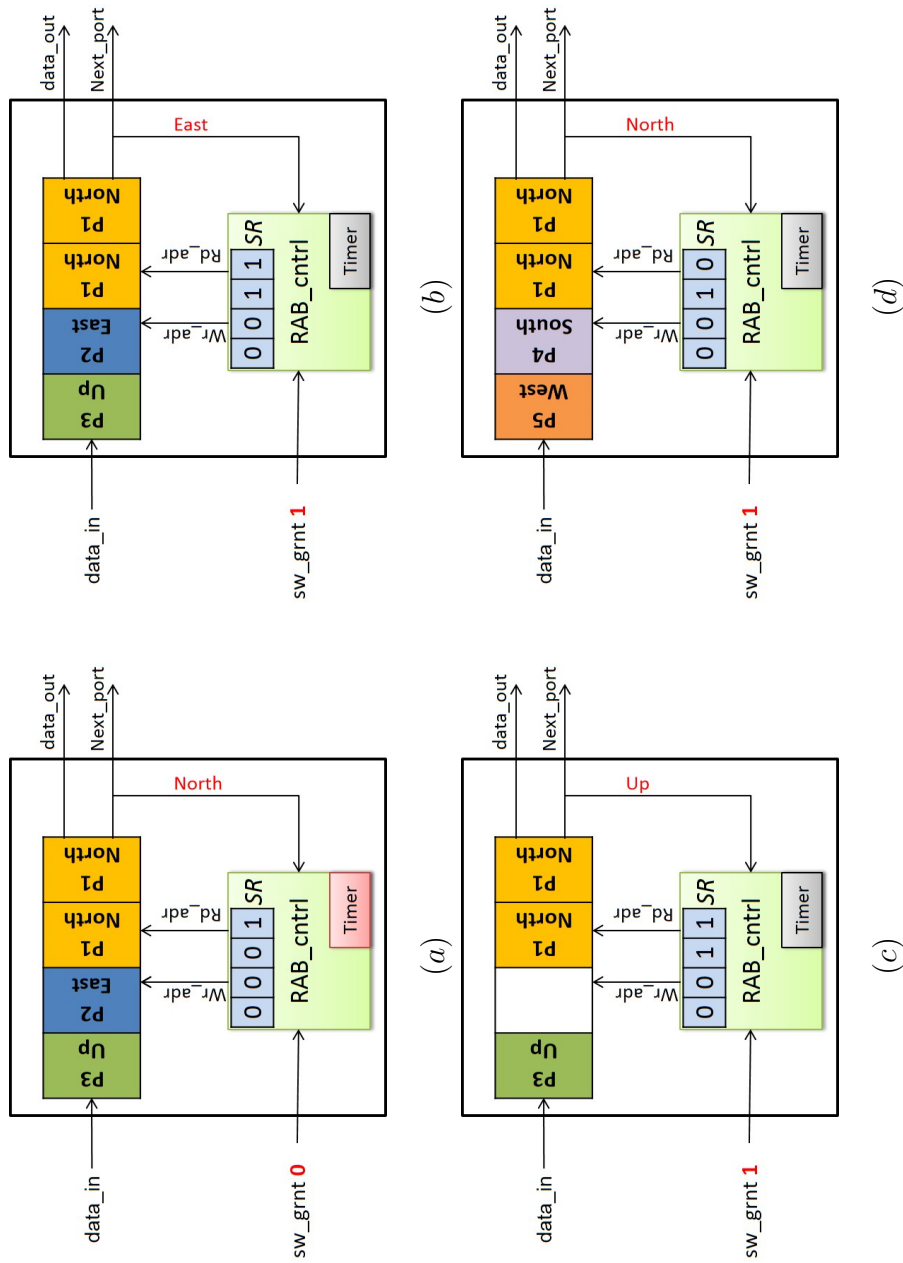 data_in
P3 Up
P2 East
P1 North
P1 North
data_out
Next_port
North
Wr_adr
Rd_adr
0 0 0 1 SR
RAB_cntrl
Timer
sw_grnt 0
(a)
data_in
P3 Up
P2 East
P1 North
P1 North
data_out
Next_port
East
Wr_adr
Rd_adr
0 0 1 1 SR
RAB_cntrl
Timer
sw_grnt 1
(b)
data_in
P3 Up
P1 North
P1 North
data_out
Next_port
Up
Wr_adr
Rd_adr
0 0 1 1 SR
RAB_cntrl
Timer
sw_grnt 1
(c)
data_in
P5 West
P4 South
P1 North
P1 North
data_out
Next_port
North
Wr_adr
Rd_adr
0 0 1 0 SR
RAB_cntrl
Timer
sw_grnt 1
(d)